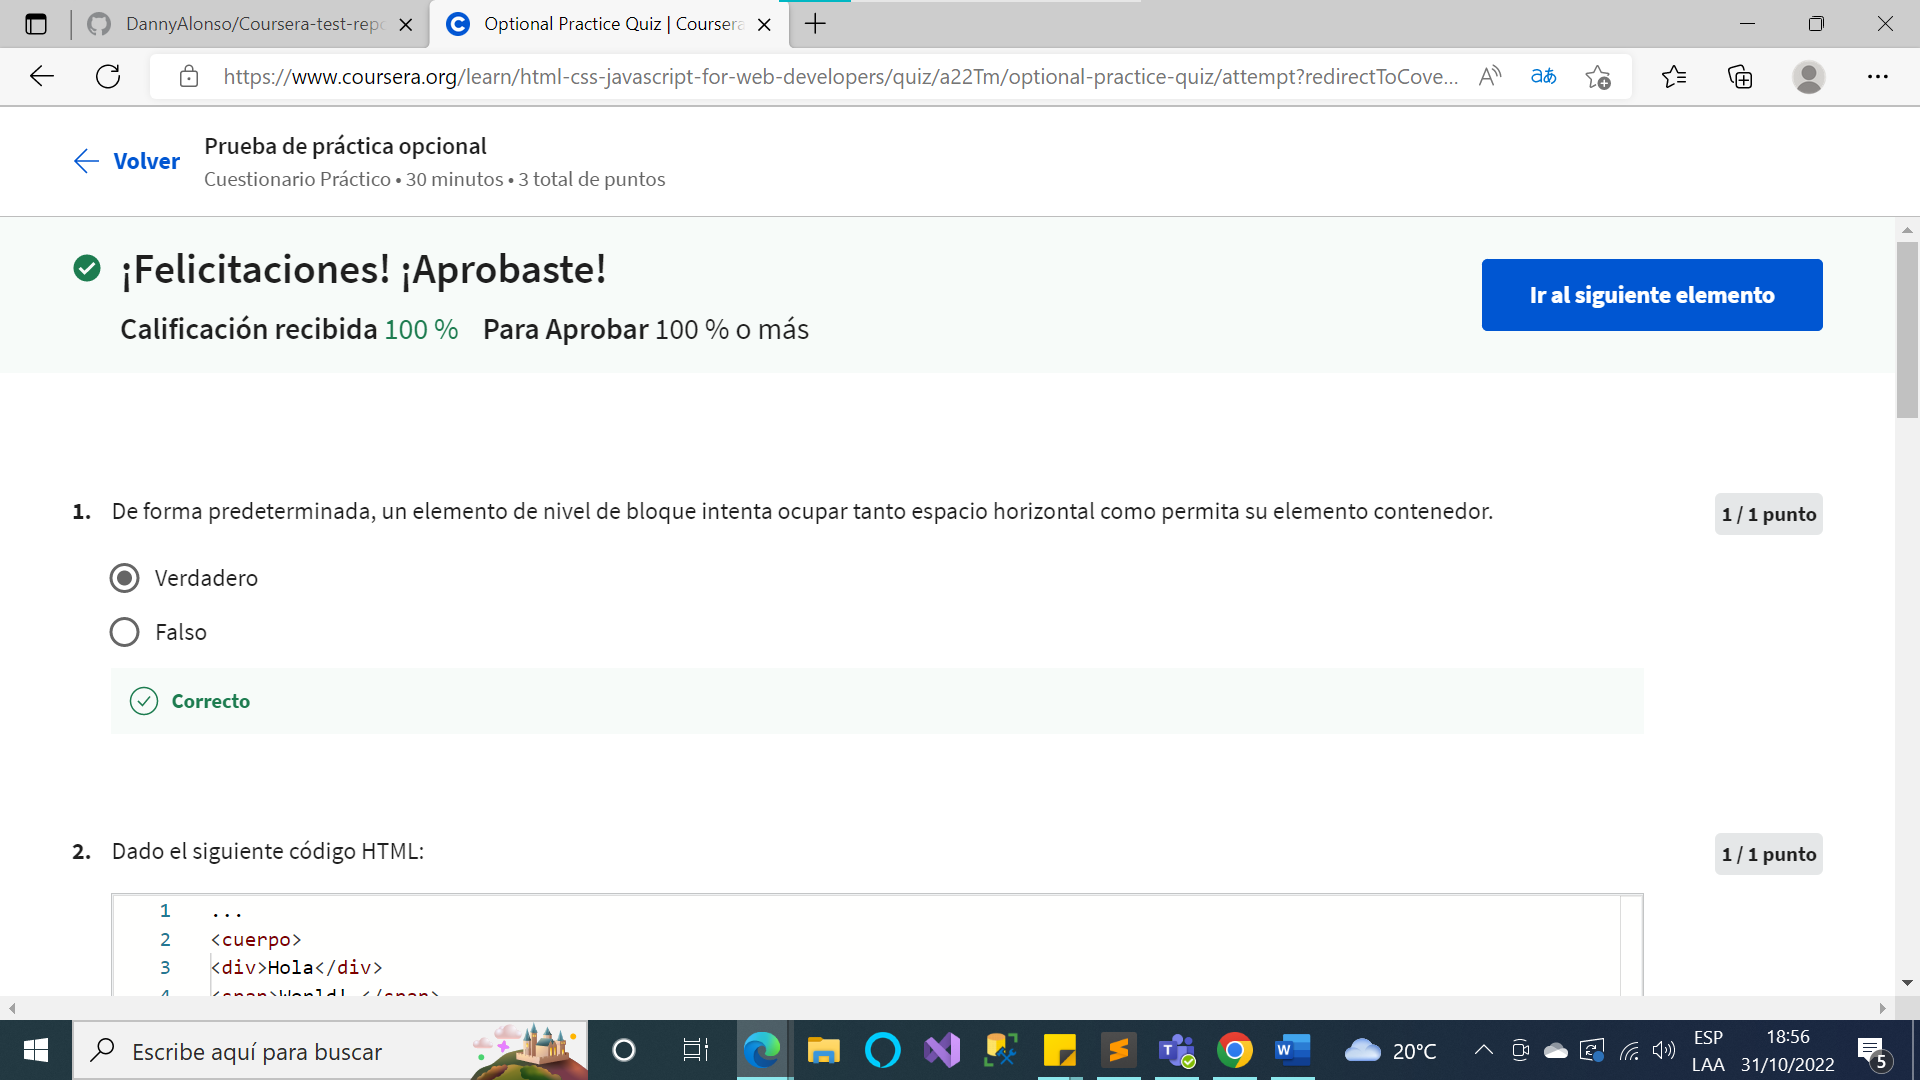 DannyAlonso/Coursera-test-repo
Optional Practice Quiz | Coursera
https://www.coursera.org/learn/html-css-javascript-for-web-developers/quiz/a22Tm/optional-practice-quiz/attempt?redirectToCove...
Volver
Prueba de práctica opcional
Cuestionario Práctico • 30 minutos • 3 total de puntos
¡Felicitaciones! ¡Aprobaste!
Calificación recibida 100 % Para Aprobar 100 % o más
Ir al siguiente elemento
1. De forma predeterminada, un elemento de nivel de bloque intenta ocupar tanto espacio horizontal como permita su elemento contenedor.
1 / 1 punto
Verdadero
Falso
Correcto
2. Dado el siguiente código HTML:
1 / 1 punto
1 ...
2 <cuerpo>
3 <div>Hola</div>
4 <span>World! </span>
Escribe aquí para buscar
20°C
ESP
LAA
18:56
31/10/2022
5